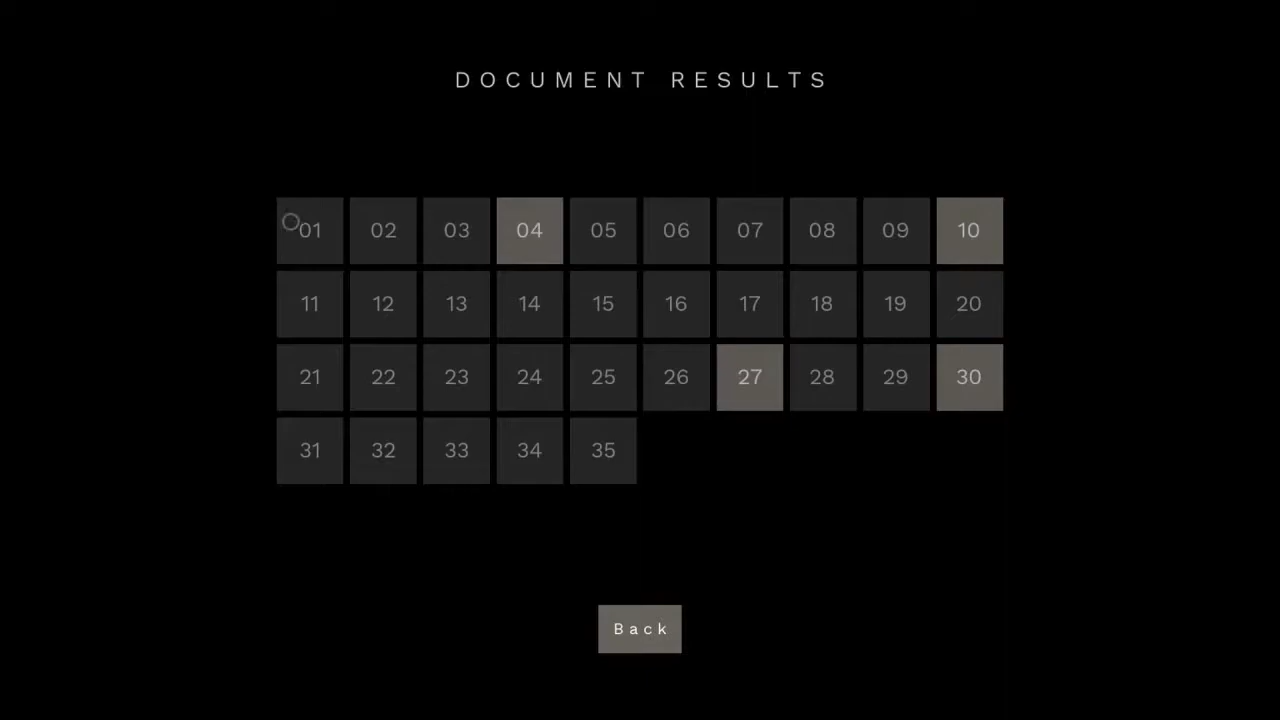 DOCUMENT RESULTS
01 02 03 04 05 06 07 08 09 10
11 12 13 14 15 16 17 18 19 20
21 22 23 24 25 26 27 28 29 30
31 32 33 34 35
Back